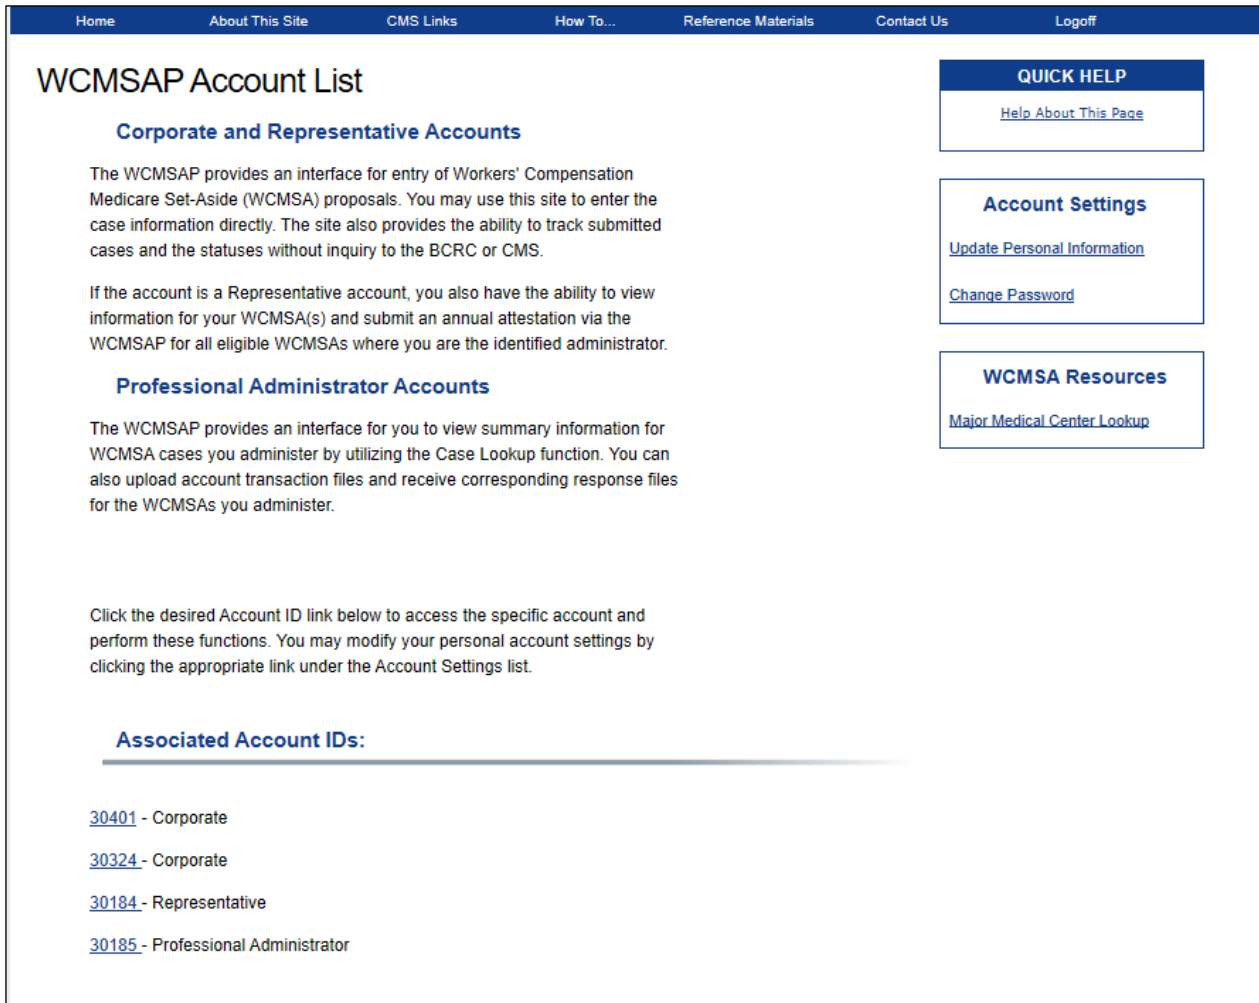 Home About This Site CMS Links How To... Reference Materials Contact Us Logoff
WCMSAP Account List
Corporate and Representative Accounts
The WCMSAP provides an interface for entry of Workers' Compensation
Medicare Set-Aside (WCMSA) proposals. You may use this site to enter the
case information directly. The site also provides the ability to track submitted
cases and the statuses without inquiry to the BCRC or CMS.
If the account is a Representative account, you also have the ability to view
information for your WCMSA(s) and submit an annual attestation via the
WCMSAP for all eligible WCMSAs where you are the identified administrator.
Professional Administrator Accounts
The WCMSAP provides an interface for you to view summary information for
WCMSA cases you administer by utilizing the Case Lookup function. You can
also upload account transaction files and receive corresponding response files
for the WCMSAs you administer.
Click the desired Account ID link below to access the specific account and
perform these functions. You may modify your personal account settings by
clicking the appropriate link under the Account Settings list.
Associated Account IDs:
30401 - Corporate
30324 - Corporate
30184 - Representative
30185 - Professional Administrator
QUICK HELP
Help About This Page
Account Settings
Update Personal Information
Change Password
WCMSA Resources
Major Medical Center Lookup